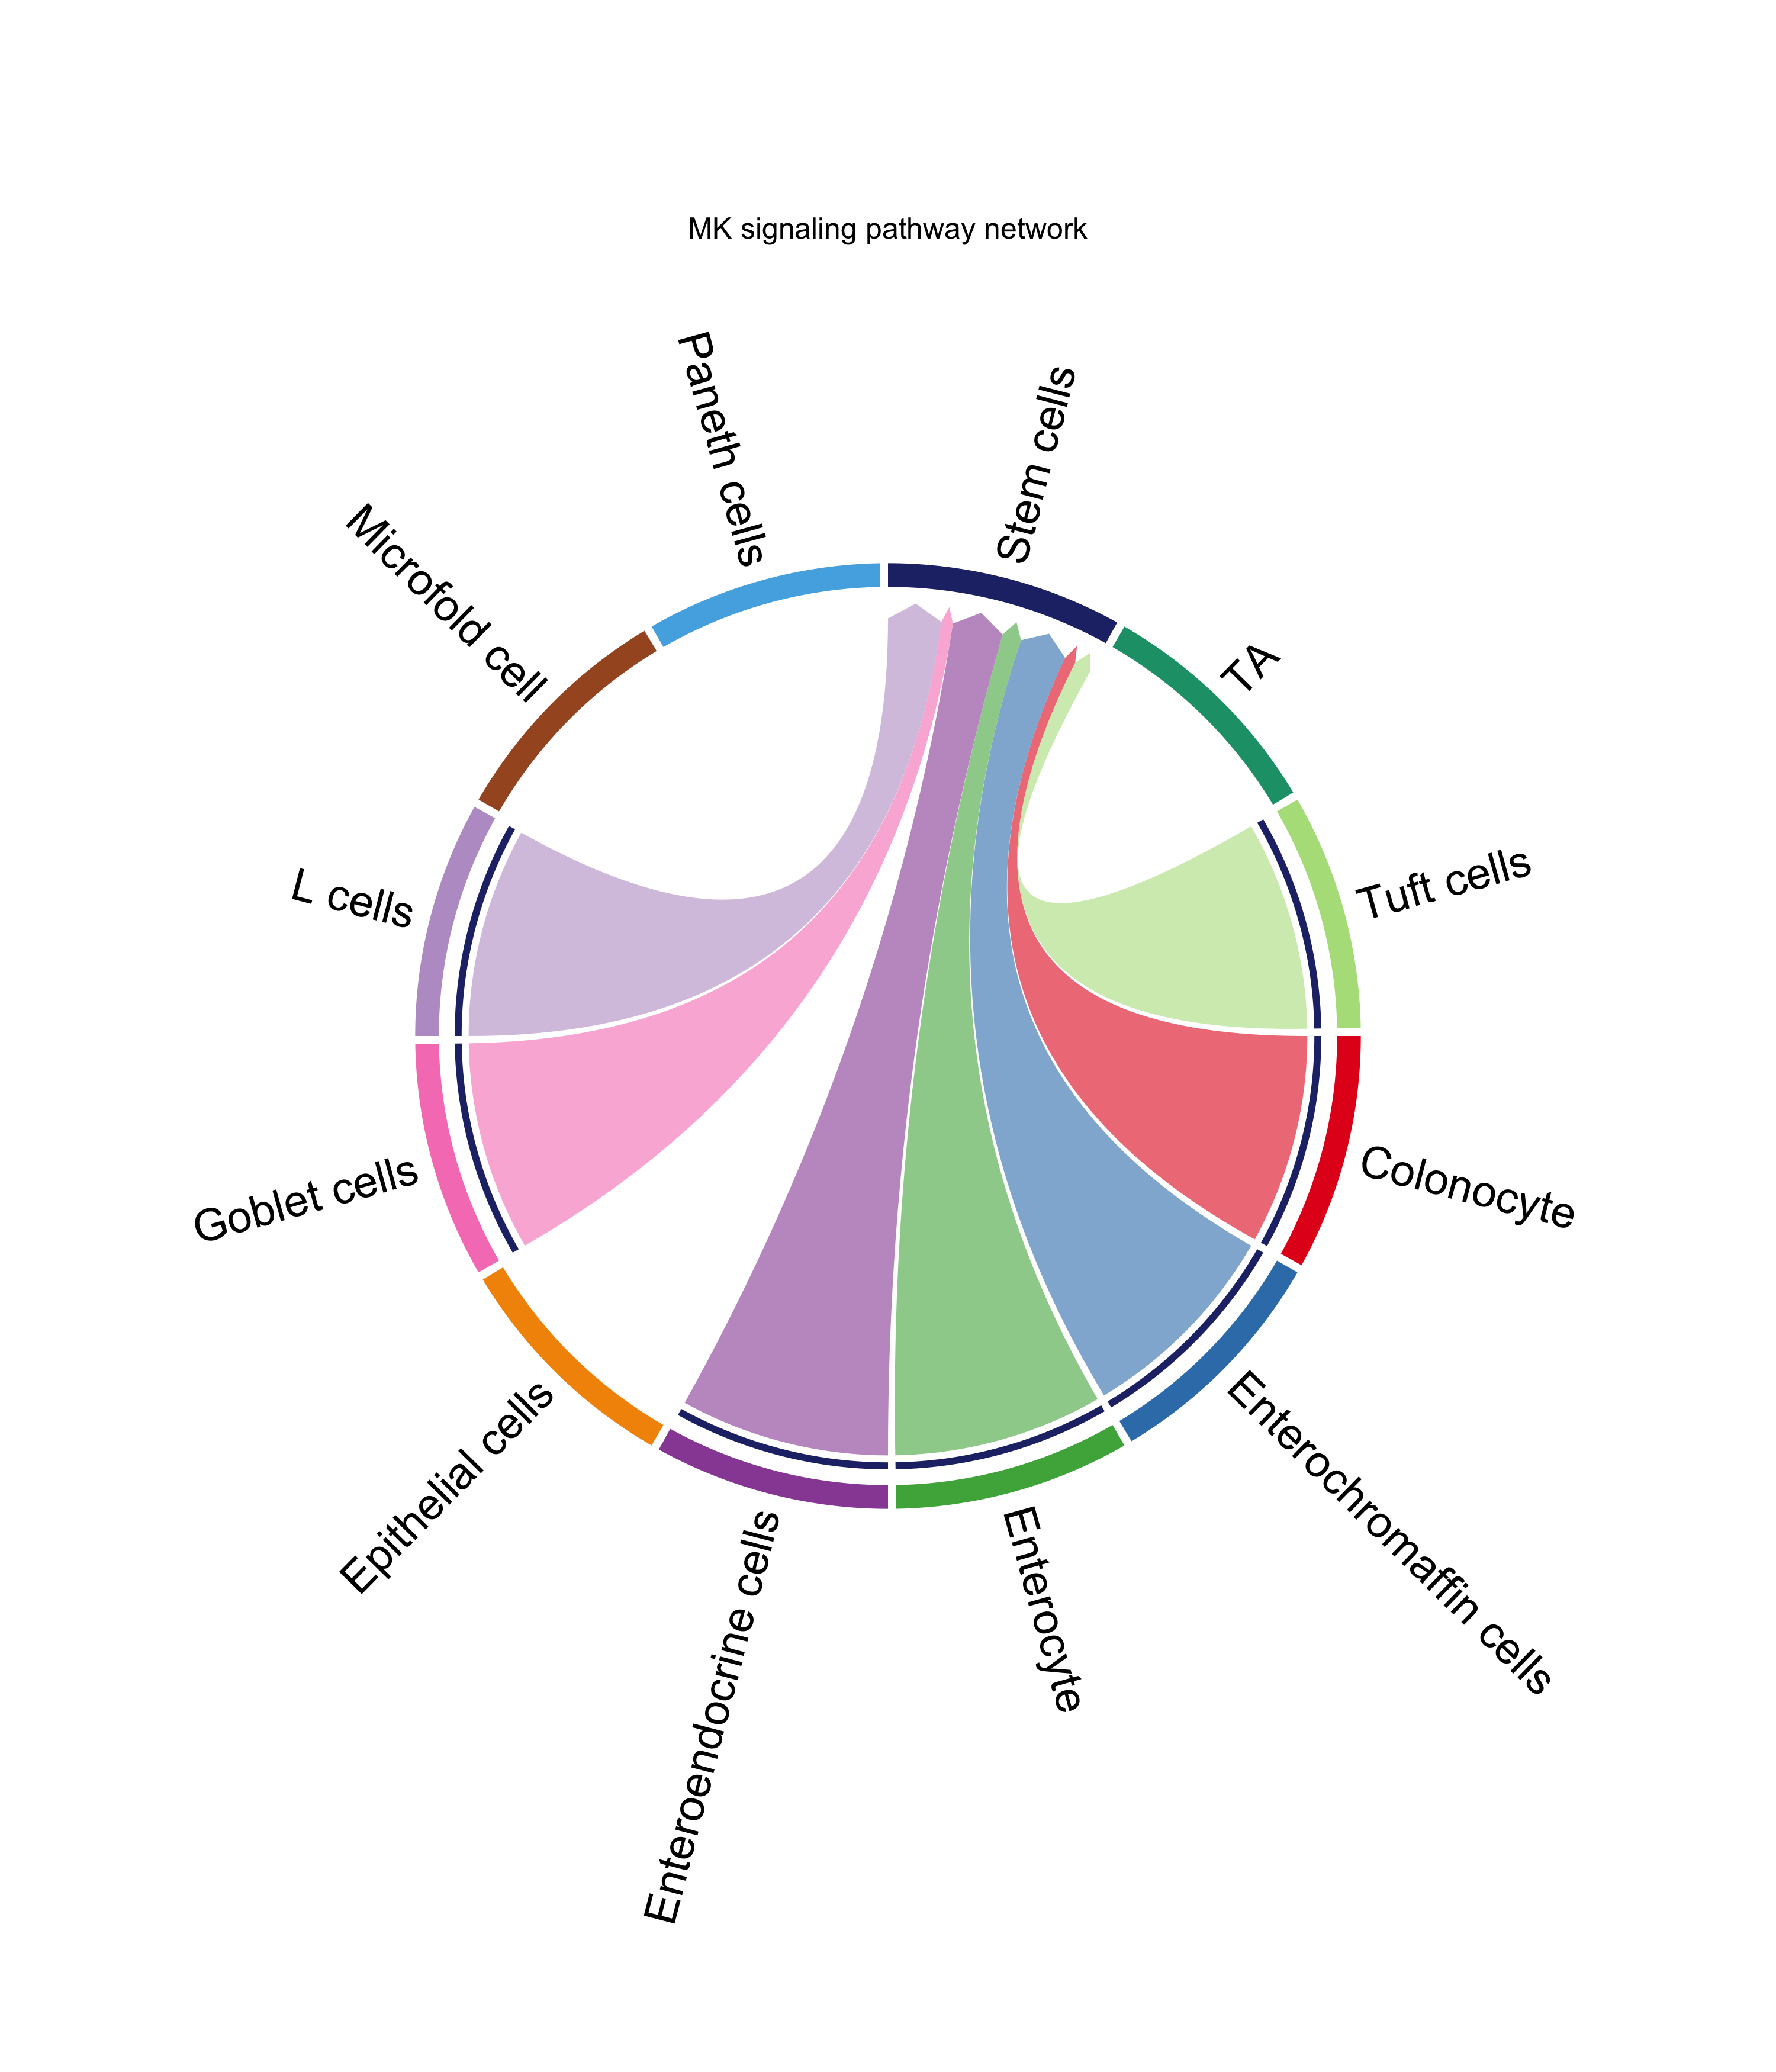 MK signaling pathway network
Paneth cells
Stem cells
Microfold cell
TA
L cells
Tuft cells
Goblet cells
Colonocyte
Epithelial cells
Enterochromaffin cells
Enteroendocrine cells
Enterocyte